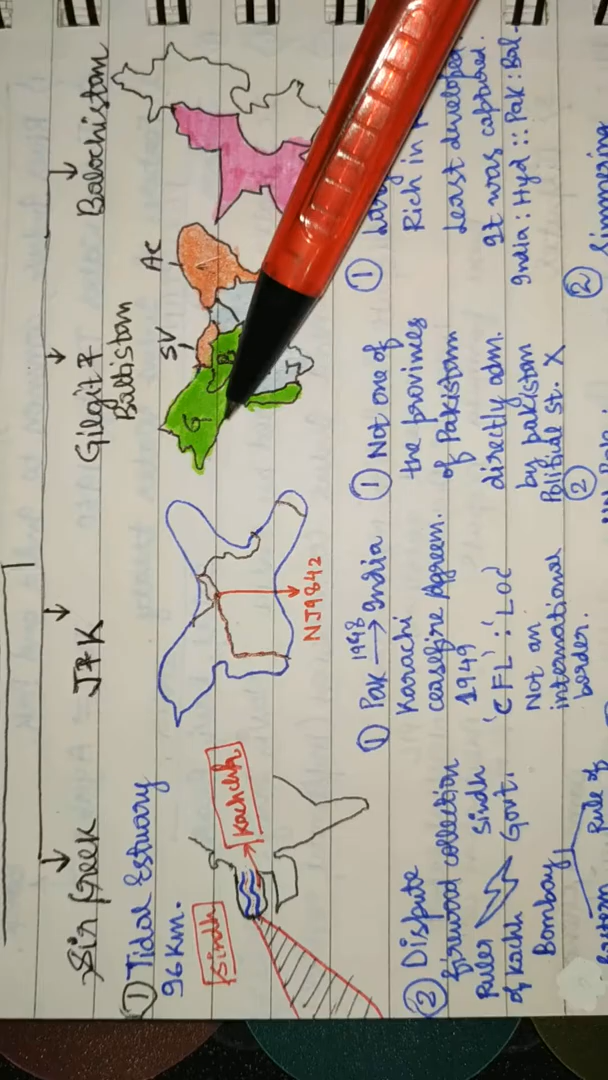 Sir Creek
J&K
Gilgit &
Baltistan
Balochistan
① Tidal Estuary
96 Km.
Sindh
Kachchh
② Dispute
firewood collection
Ruler Sindh
of Kachh Govt.
Bombay
Rule of
NJ9842
① Pak 1948 → India
Karachi
ceasefire Agreem.
1949
'CFL' : LOC
Not an
international
border.
SV
AC
G
B
A
J
① Not one of
the provinces
of Pakistan
directly adm.
by pakistan
Political st. X
②
①
Rich in
Least developed.
It was captured.
India : Hyd :: Pak : Bal.
②